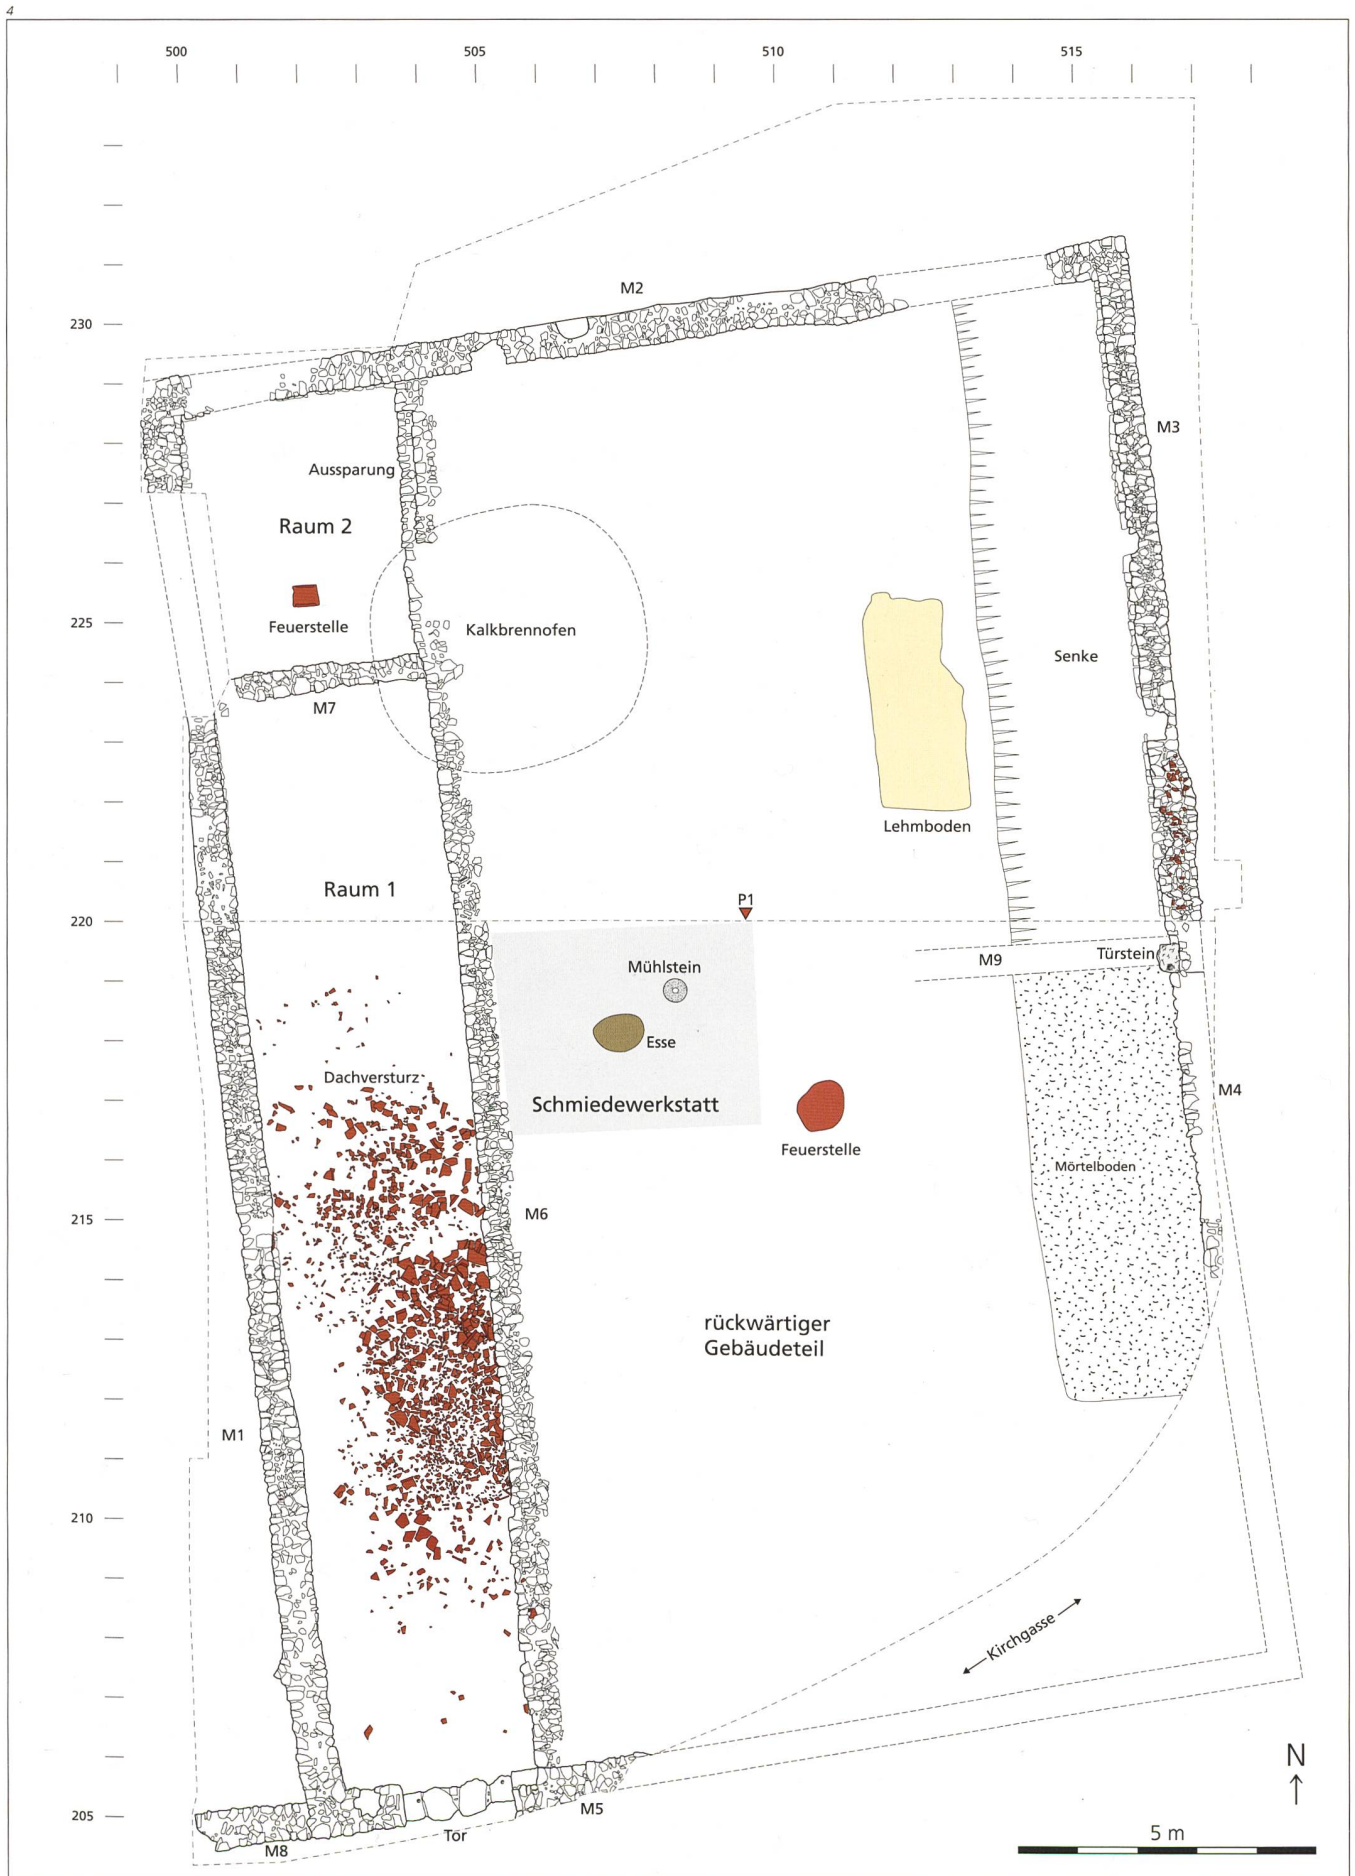 4
500
505
510
515
M2
230
M3
Aussparung
Raum 2
225
Feuerstelle
Kalkbrennofen
Senke
M7
Lehmboden
Raum 1
P1
220
M9
Türstein
Mühlstein
Esse
Dachversturz
Schmiedewerkstatt
M4
Feuerstelle
Mörtelboden
215
M6
rückwärtiger
Gebäudeteil
M1
210
Kirchgasse
N
205
M5
5 m
Tor
M8